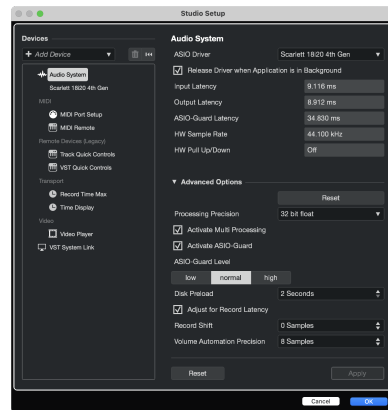 Studio Setup
Devices
+ Add Device
Audio System
Scarlett 18i20 4th Gen
MIDI
MIDI Port Setup
MIDI Remote
Remote Devices (Legacy)
Track Quick Controls
VST Quick Controls
Transport
Record Time Max
Time Display
Video
Video Player
VST System Link
Audio System
ASIO Driver Scarlett 18i20 4th Gen
Release Driver when Application is in Background
Input Latency 9.116 ms
Output Latency 8.912 ms
ASIO-Guard Latency 34.830 ms
HW Sample Rate 44.100 kHz
HW Pull Up/Down Off
Advanced Options
Reset
Processing Precision 32 bit float
Activate Multi Processing
Activate ASIO-Guard
ASIO-Guard Level
low normal high
Disk Preload 2 Seconds
Adjust for Record Latency
Record Shift 0 Samples
Volume Automation Precision 8 Samples
Reset Apply
Cancel OK